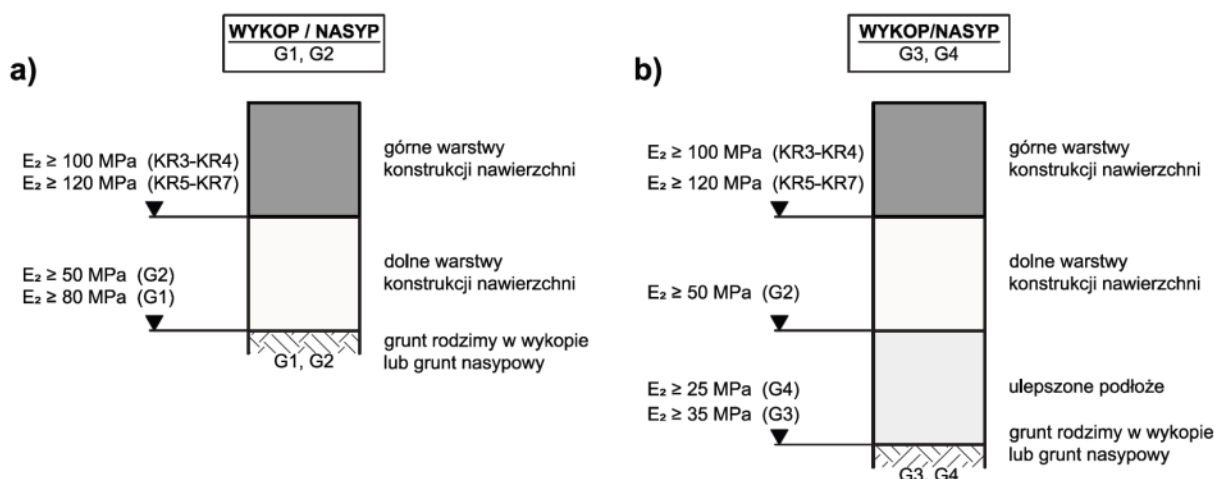 WYKOP / NASYP
G1, G2
a)
E₂ ≥ 100 MPa (KR3-KR4)
E₂ ≥ 120 MPa (KR5-KR7)
górne warstwy
konstrukcji nawierzchni
E₂ ≥ 50 MPa (G2)
E₂ ≥ 80 MPa (G1)
dolne warstwy
konstrukcji nawierzchni
grunt rodzimy w wykopie
lub grunt nasypowy
G1, G2
WYKOP/NASYP
G3, G4
b)
E₂ ≥ 100 MPa (KR3-KR4)
E₂ ≥ 120 MPa (KR5-KR7)
górne warstwy
konstrukcji nawierzchni
E₂ ≥ 50 MPa (G2)
dolne warstwy
konstrukcji nawierzchni
E₂ ≥ 25 MPa (G4)
E₂ ≥ 35 MPa (G3)
ulepszone podłoże
grunt rodzimy w wykopie
lub grunt nasypowy
G3, G4